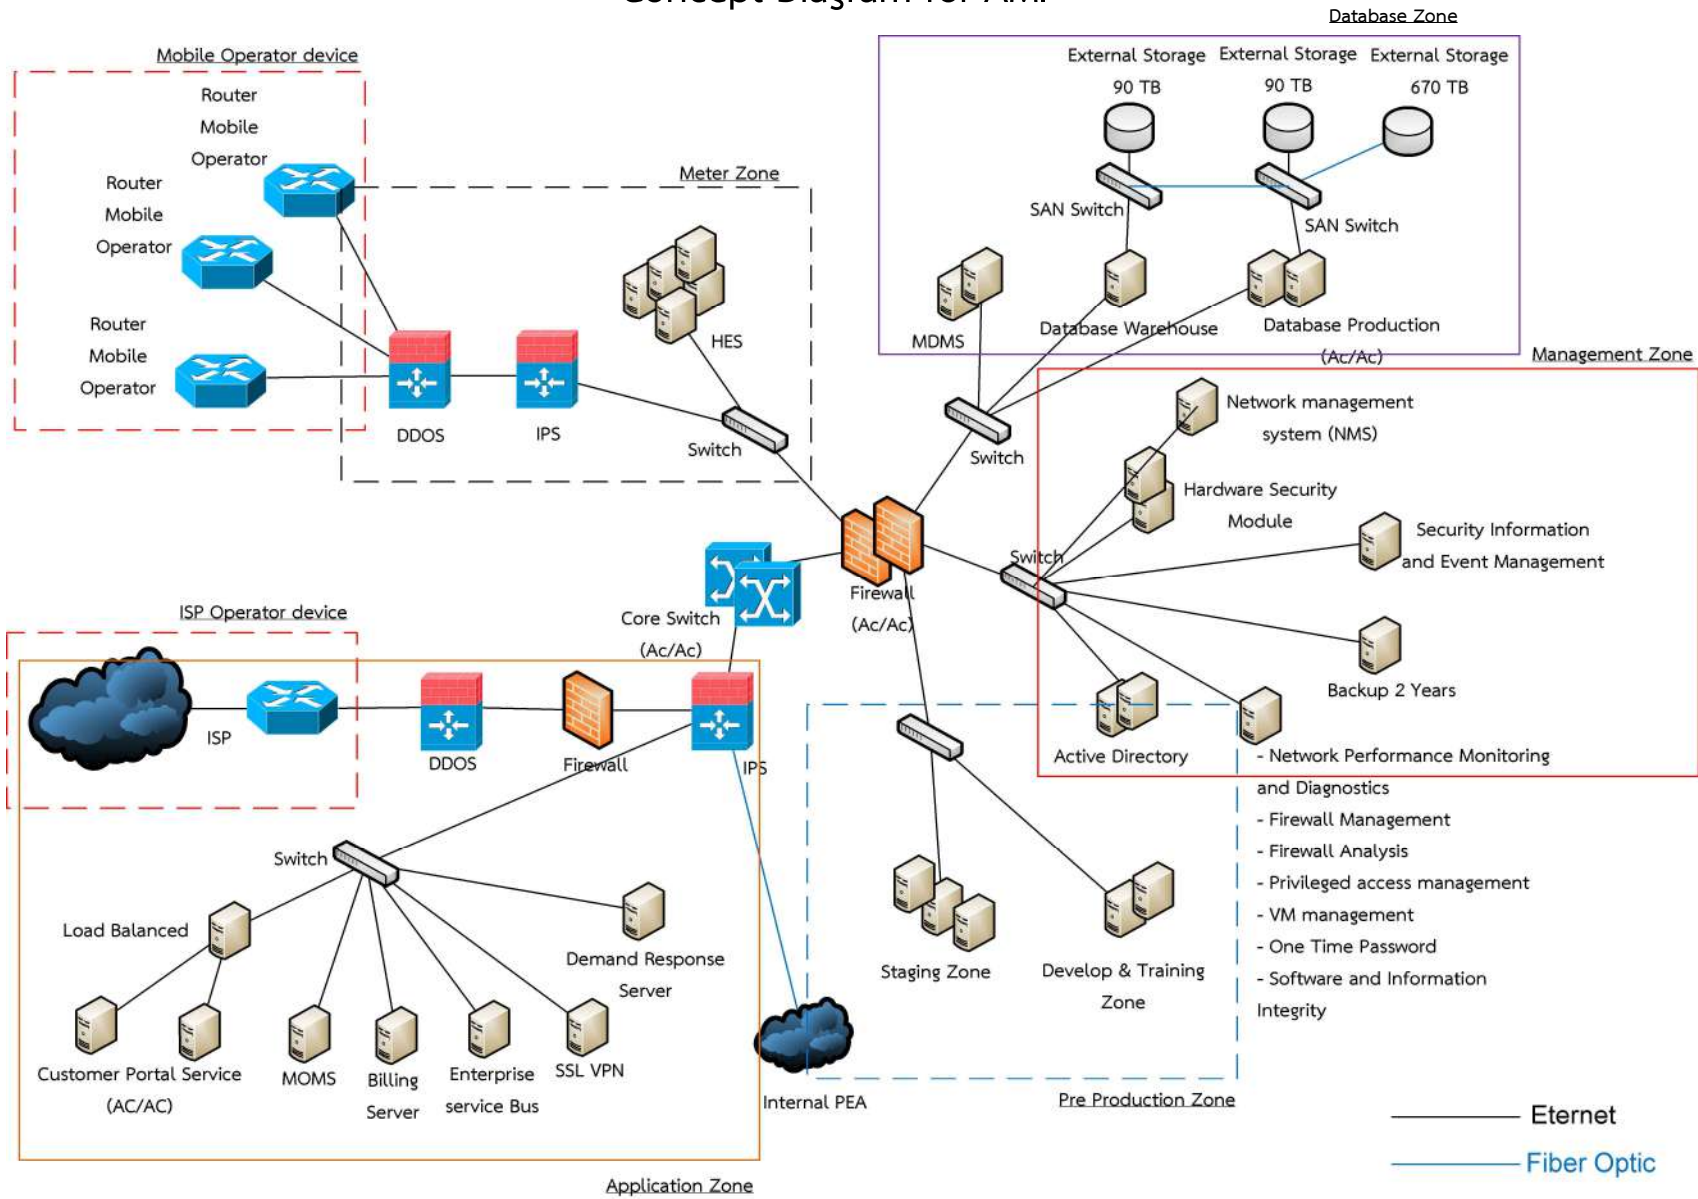 Concept Diagram for AMI
Database Zone
Mobile Operator device
External Storage
90 TB
External Storage
90 TB
External Storage
670 TB
Router
Mobile
Operator
Router
Mobile
Operator
Router
Mobile
Operator
Meter Zone
SAN Switch
SAN Switch
HES
MDMS
Database Warehouse
Database Production
(Ac/Ac)
Management Zone
DDOS
IPS
Switch
Switch
Network management
system (NMS)
Hardware Security
Module
Security Information
and Event Management
Switch
Firewall
(Ac/Ac)
Core Switch
(Ac/Ac)
Backup 2 Years
ISP Operator device
ISP
DDOS
Firewall
IPS
Active Directory
- Network Performance Monitoring
and Diagnostics
- Firewall Management
- Firewall Analysis
- Privileged access management
- VM management
- One Time Password
- Software and Information
Integrity
Switch
Load Balanced
Demand Response
Server
Staging Zone
Develop & Training
Zone
Customer Portal Service
(AC/AC)
MOMS
Billing
Server
Enterprise
service Bus
SSL VPN
Internal PEA
Pre Production Zone
Eternet
Fiber Optic
Application Zone